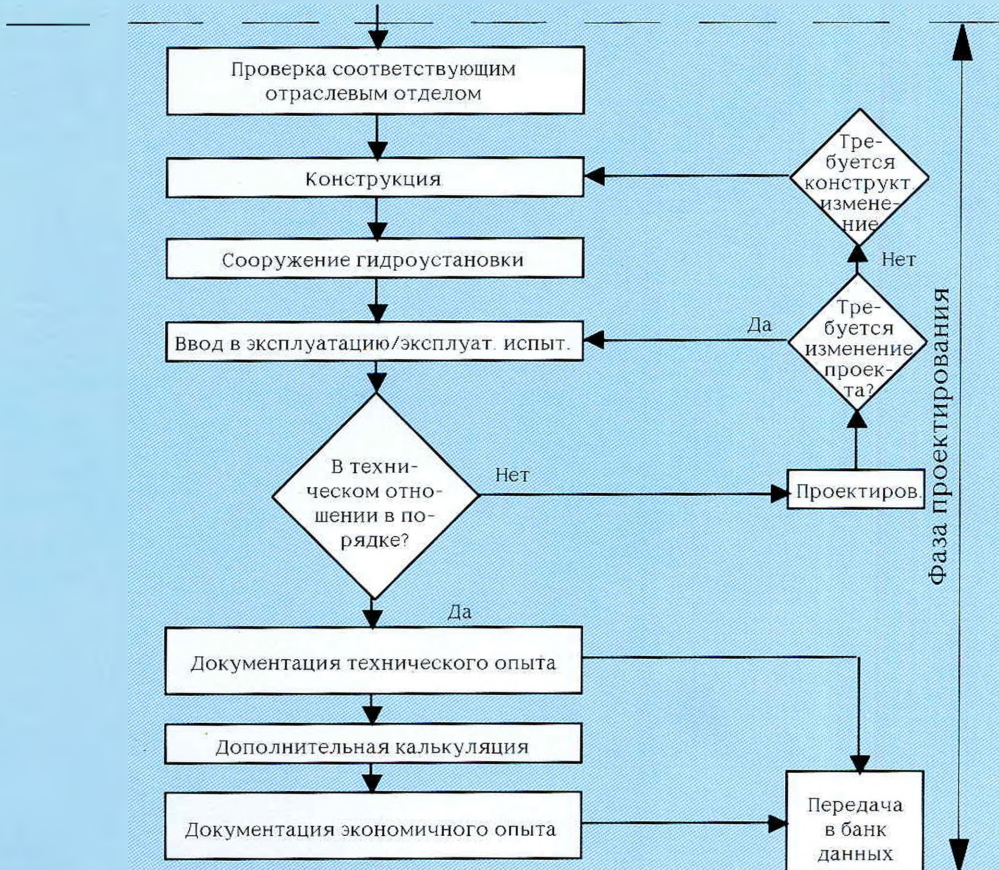 Проверка соответствующим
отраслевым отделом
Тре-
буется
конструкт.
измене-
ние
Конструкция
Сооружение гидроустановки
Нет
Ввод в эксплуатацию/эксплуат. испыт.
Да
Тре-
буется
изменение
проек-
та?
В техни-
ческом отно-
шении в по-
рядке?
Нет
Проектиров.
Фаза проектирования
Да
Документация технического опыта
Дополнительная калькуляция
Документация экономичного опыта
Передача
в банк
данных